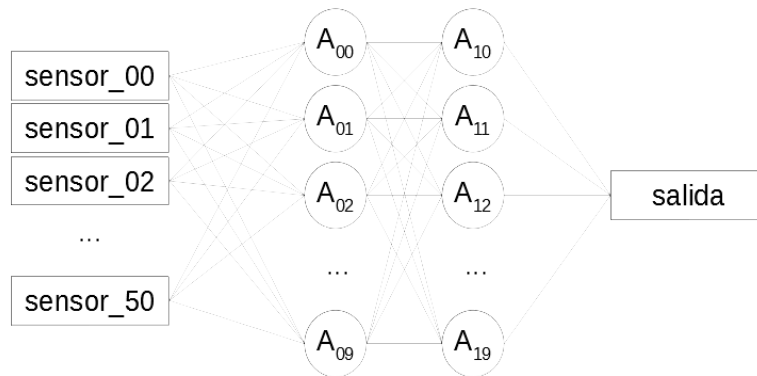 sensor_00
sensor_01
sensor_02
...
sensor_50
A00
A01
A02
...
A09
A10
A11
A12
...
A19
salida